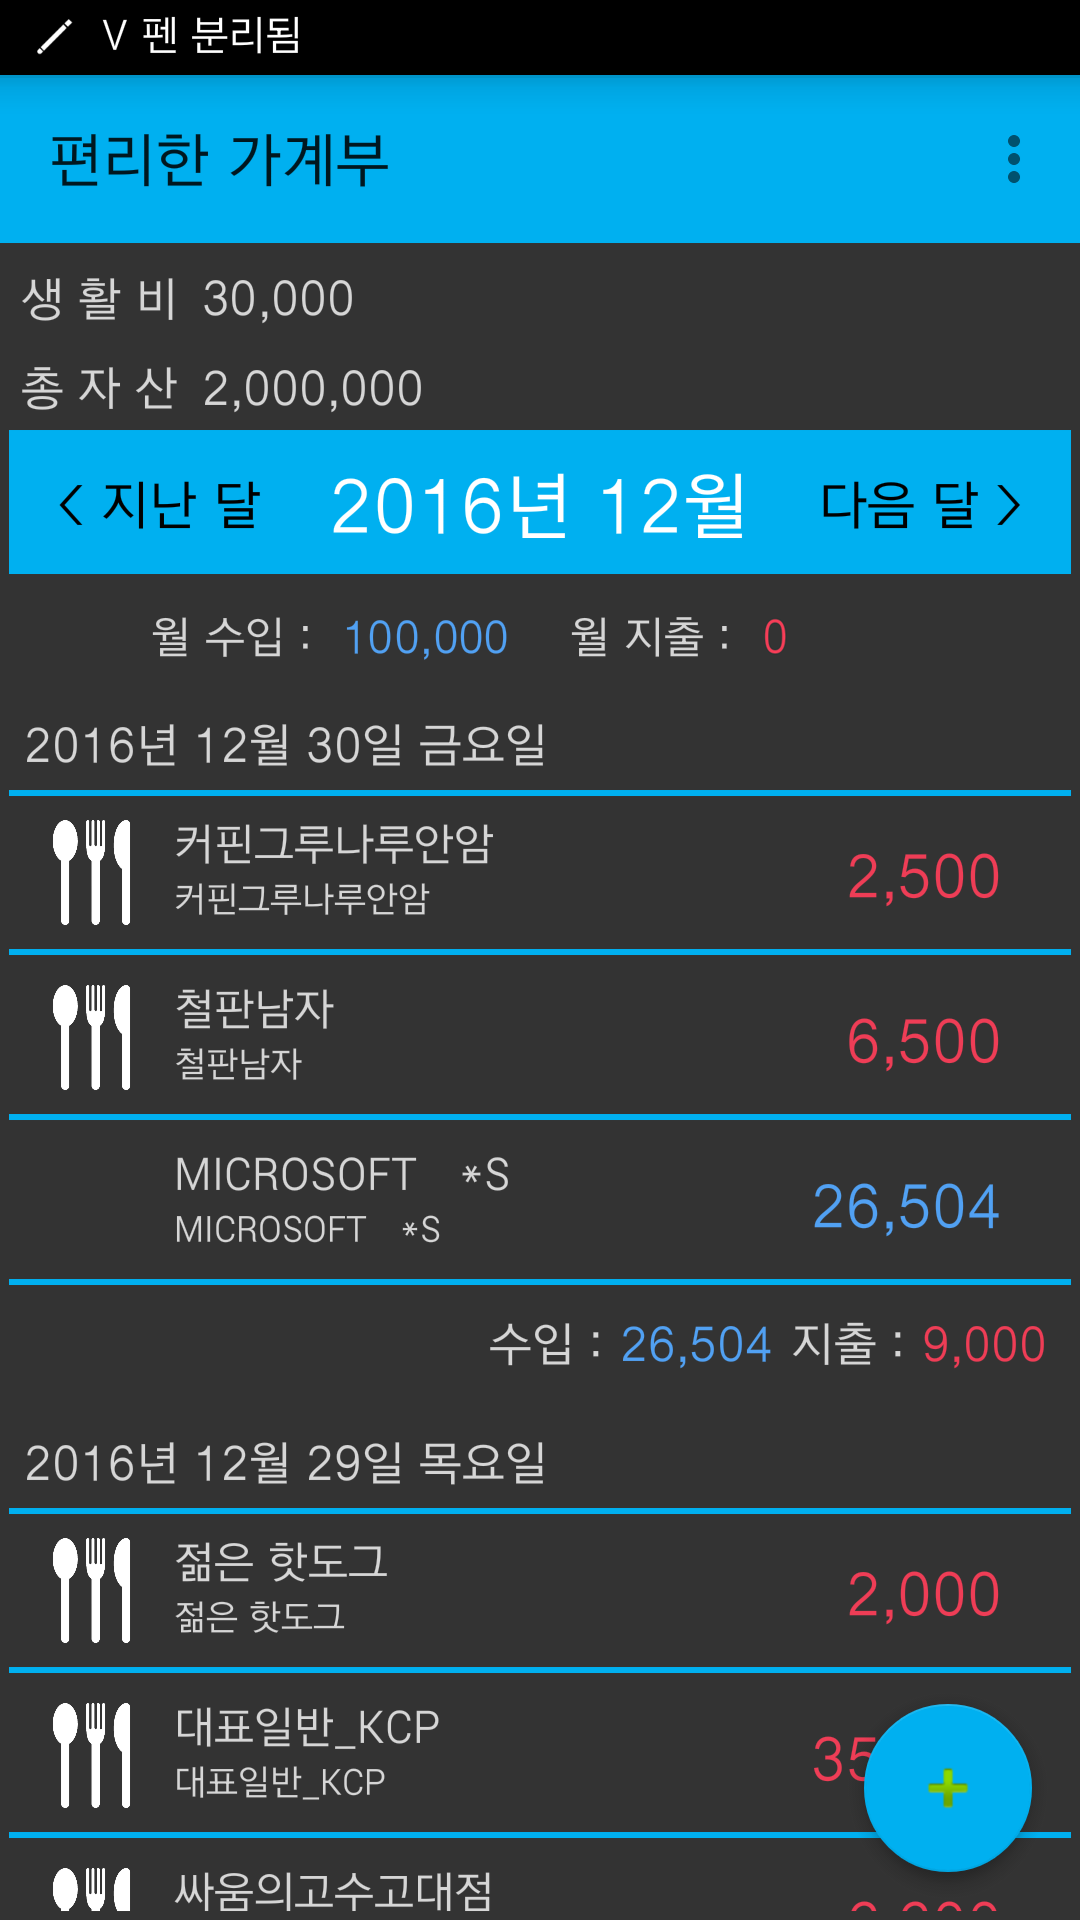 V 펜 분리됨
편리한 가계부
생 활 비 30,000
총 자 산 2,000,000
지난 달 2016년 12월 다음 달
월 수입 : 100,000 월 지출 : 0
2016년 12월 30일 금요일
커핀그루나루안암
커핀그루나루안암
2,500
철판남자
철판남자
6,500
MICROSOFT *S
MICROSOFT *S
26,504
수입 : 26,504 지출 : 9,000
2016년 12월 29일 목요일
젊은 핫도그
젊은 핫도그
2,000
대표일반_KCP
대표일반_KCP
싸움의고수고대점